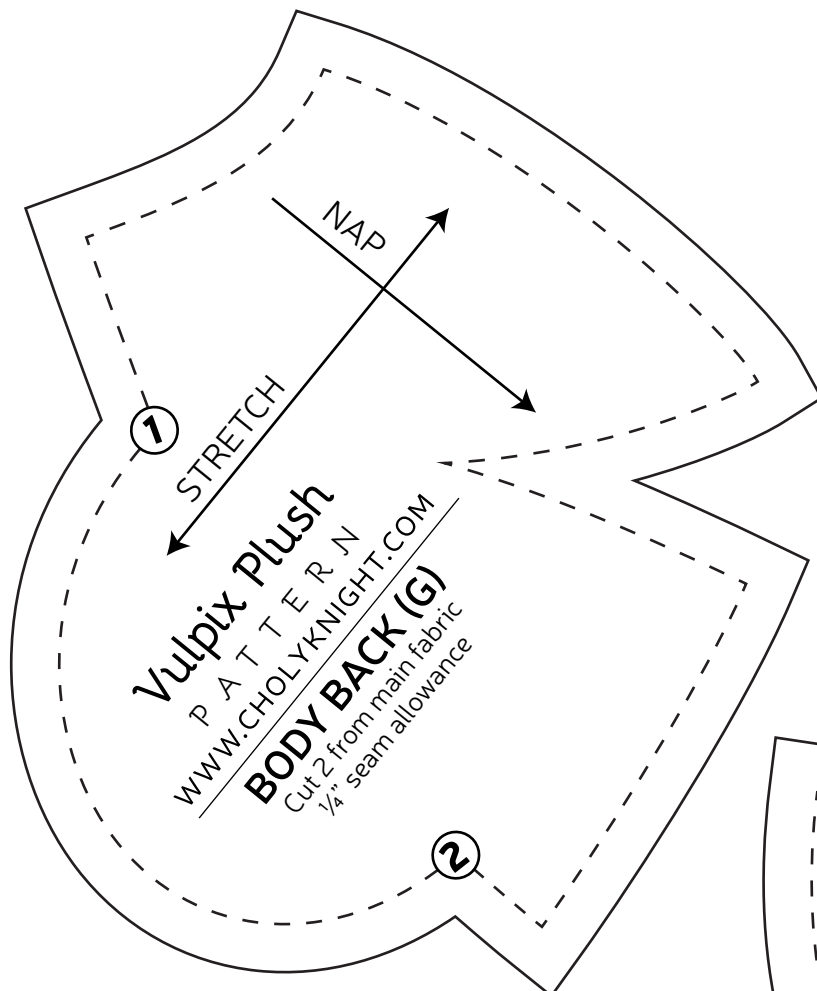 NAP
STRETCH
1
Vulpix Plush
PATTERN
WWW.CHOLYKNIGHT.COM
BODY BACK (G)
Cut 2 from main fabric
¼” seam allowance
2